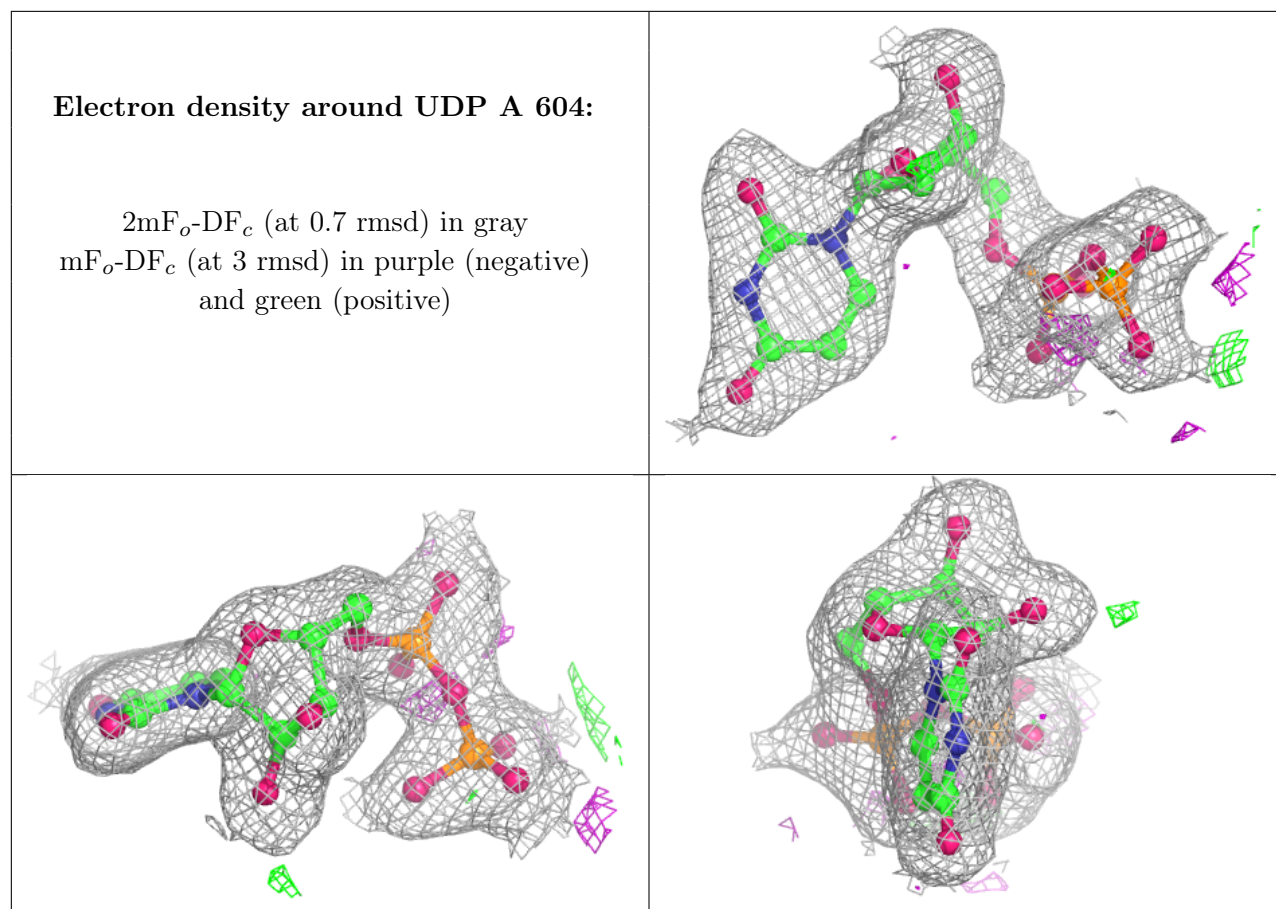 Electron density around UDP A 604:
2mFo-DFc (at 0.7 rmsd) in gray
mFo-DFc (at 3 rmsd) in purple (negative)
and green (positive)